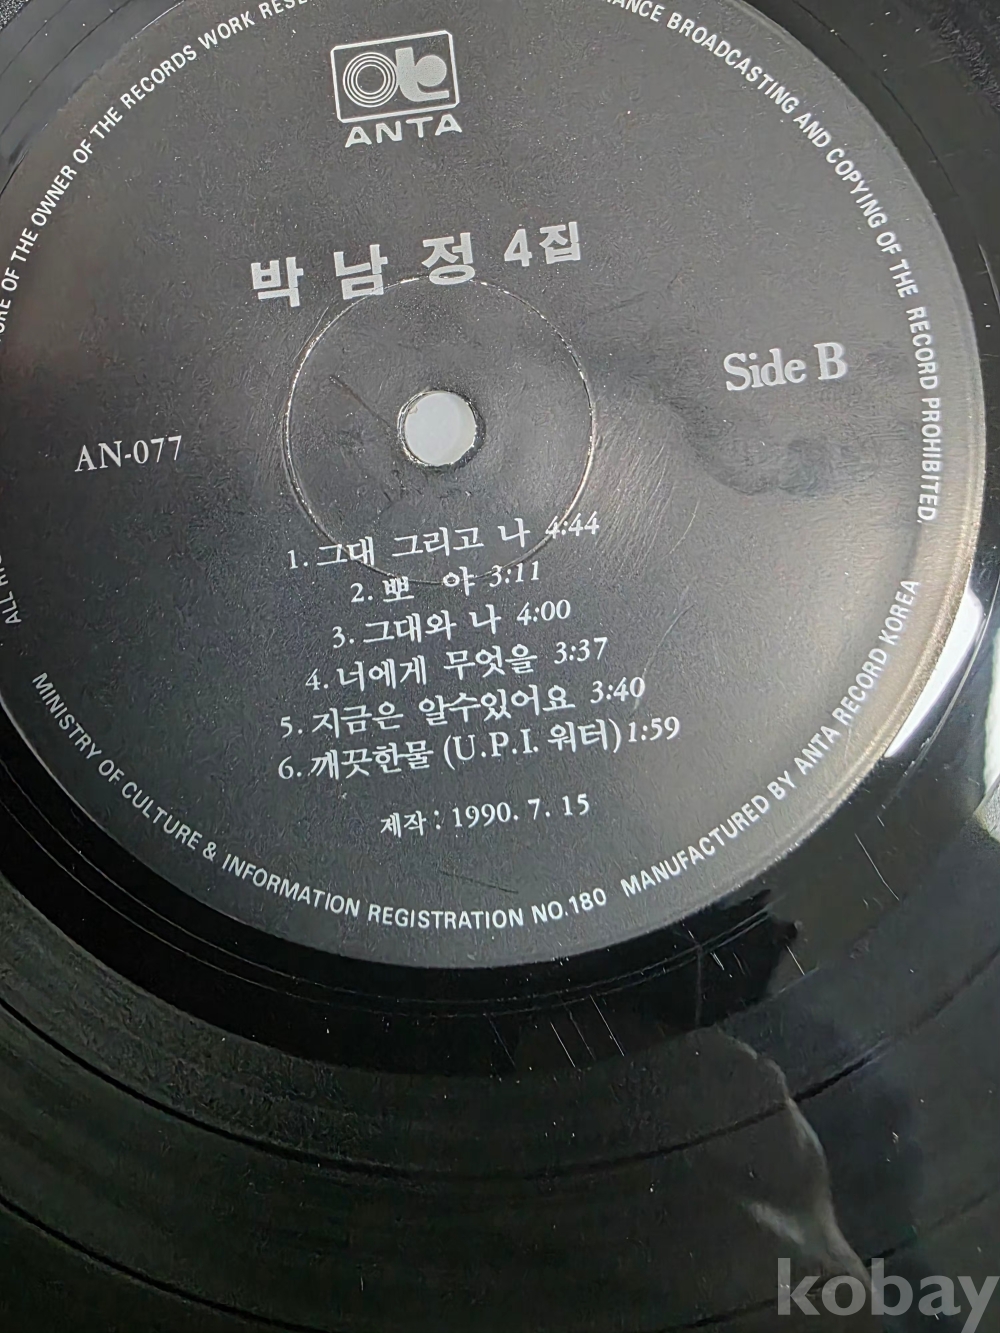 ANTA
박남정 4집
Side B
AN-077
1. 그대 그리고 나 4:44
2. 뽀 야 3:11
3. 그대와 나 4:00
4. 너에게 무엇을 3:37
5. 지금은 알수있어요 3:40
6. 깨끗한물 (U.P.I. 워터) 1:59
제작 : 1990. 7. 15
OF THE OWNER OF THE RECORDS WORK
BROADCASTING AND COPYING OF THE RECORD PROHIBITED.
MINISTRY OF CULTURE & INFORMATION REGISTRATION NO.180 MANUFACTURED BY ANTA RECORD KOREA
ALL
kobay